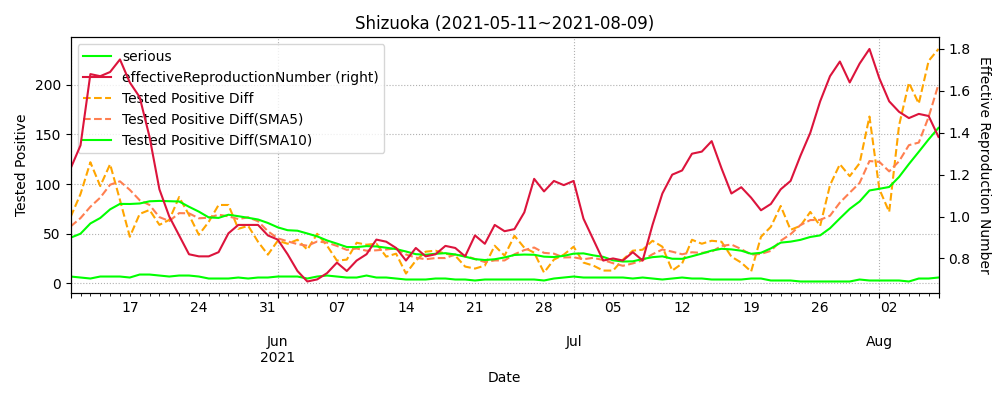 Shizuoka (2021-05-11~2021-08-09)
serious
effectiveReproductionNumber (right)
Tested Positive Diff
Tested Positive Diff(SMA5)
Tested Positive Diff(SMA10)
Tested Positive
200
150
100
50
0
1.8
1.6
1.4
1.2
1.0
0.8
Effective Reproduction Number
17 24 31 07 14 21 28 05 12 19 26 02
Jun Jul Aug
2021
Date